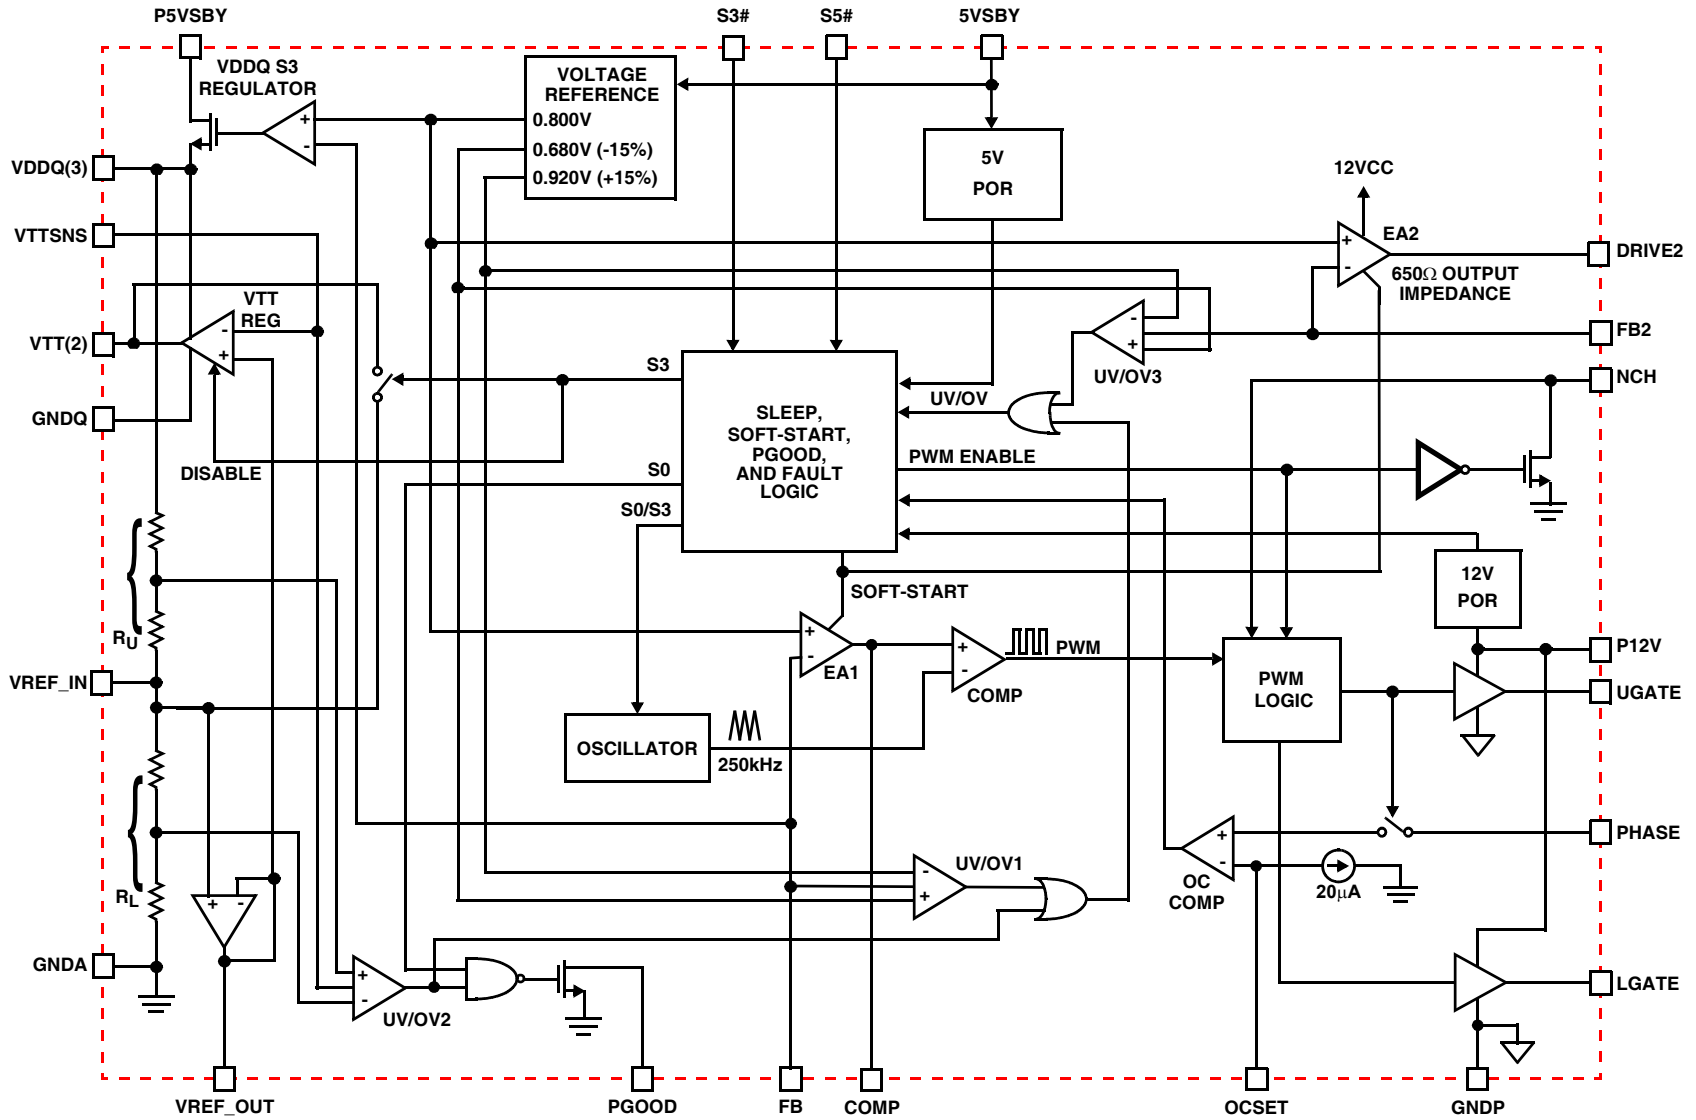 P5VSBY
S3#
S5#
5VSBY
VDDQ S3
REGULATOR
VOLTAGE
REFERENCE
0.800V
0.680V (-15%)
0.920V (+15%)
5V
POR
12VCC
VDDQ(3)
+
-
VTTSNS
+
-
EA2
650Ω OUTPUT
IMPEDANCE
DRIVE2
VTT
REG
-
+
VTT(2)
-
+
UV/OV3
FB2
S3
UV/OV
NCH
GNDQ
DISABLE
SLEEP,
SOFT-START,
PGOOD,
AND FAULT
LOGIC
PWM ENABLE
S0
S0/S3
12V
POR
SOFT-START
RU
+
-
EA1
+
-
COMP
PWM
PWM
LOGIC
P12V
VREF_IN
UGATE
OSCILLATOR
250kHz
+
-
OC
COMP
PHASE
20µA
UV/OV1
-
+
RL
+
-
GNDA
+
-
UV/OV2
LGATE
VREF_OUT
PGOOD
FB
COMP
OCSET
GNDP